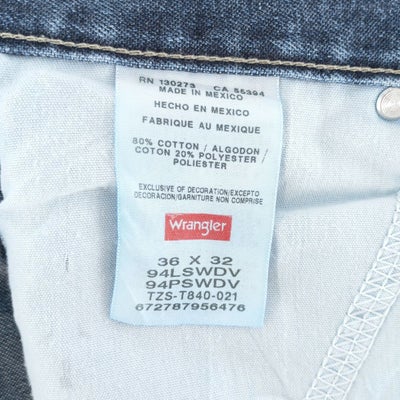 RN 130273 CA 56394
MADE IN MEXICO
HECHO EN MEXICO
FABRIQUE AU MEXIQUE
80% COTTON / ALGODON /
COTON 20% POLYESTER /
POLIESTER
EXCLUSIVE OF DECORATION/EXCEPTO
DECORACION/GARNITURE NON COMPRISE
Wrangler
36 X 32
94LSWDV
94PSWDV
TZS-T840-021
672787956476